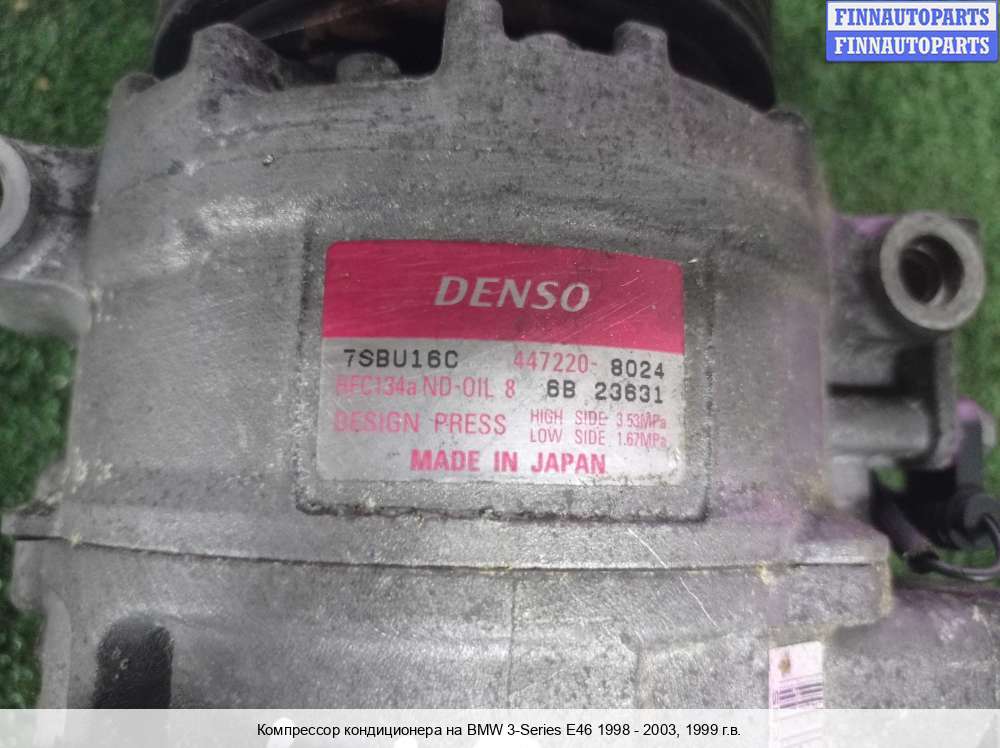 FINNAUTOPARTS
FINNAUTOPARTS
DENSO
7SBU16C 447220-8024
HFC134a ND-OIL 8 6B 23631
DESIGN PRESS HIGH SIDE 3.53MPa
LOW SIDE 1.67MPa
MADE IN JAPAN
Компрессор кондиционера на BMW 3-Series E46 1998 - 2003, 1999 г.в.